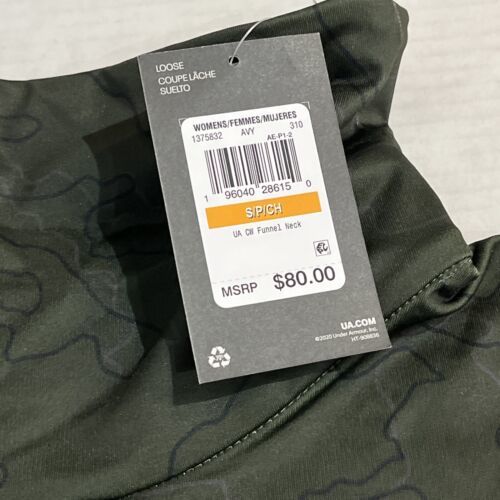 LOOSE
COUPE LÂCHE
SUELTO
WOMENS/FEMMES/MUJERES
1375832 AVY 310
AE-P1-2
1 96040 28615 0
S/P/CH
UA CW Funnel Neck
MSRP $80.00
UA.COM
©2020 Under Armour, Inc.